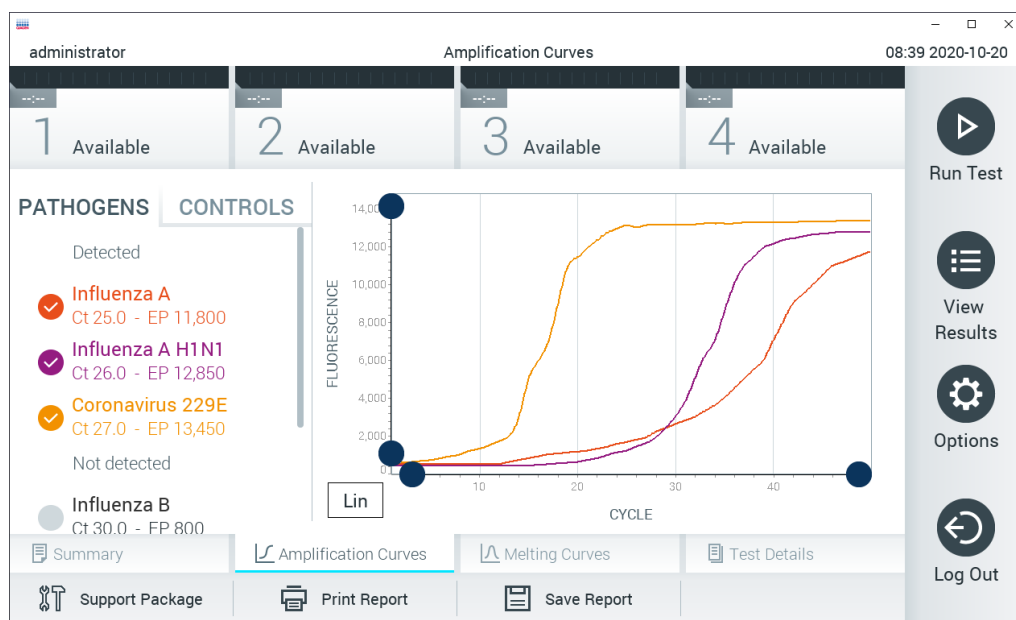 administrator
Amplification Curves
08:39 2020-10-20
--:--
1 Available
--:--
2 Available
--:--
3 Available
--:--
4 Available
Run Test
View
Results
Options
Log Out
PATHOGENS
CONTROLS
Detected
Influenza A
Ct 25.0 - EP 11,800
Influenza A H1N1
Ct 26.0 - EP 12,850
Coronavirus 229E
Ct 27.0 - EP 13,450
Not detected
Influenza B
Ct 30.0 - EP 800
FLUORESCENCE
12,000
10,000
8,000
6,000
4,000
2,000
0
10
20
30
40
CYCLE
Lin
Summary
Amplification Curves
Melting Curves
Test Details
Support Package
Print Report
Save Report